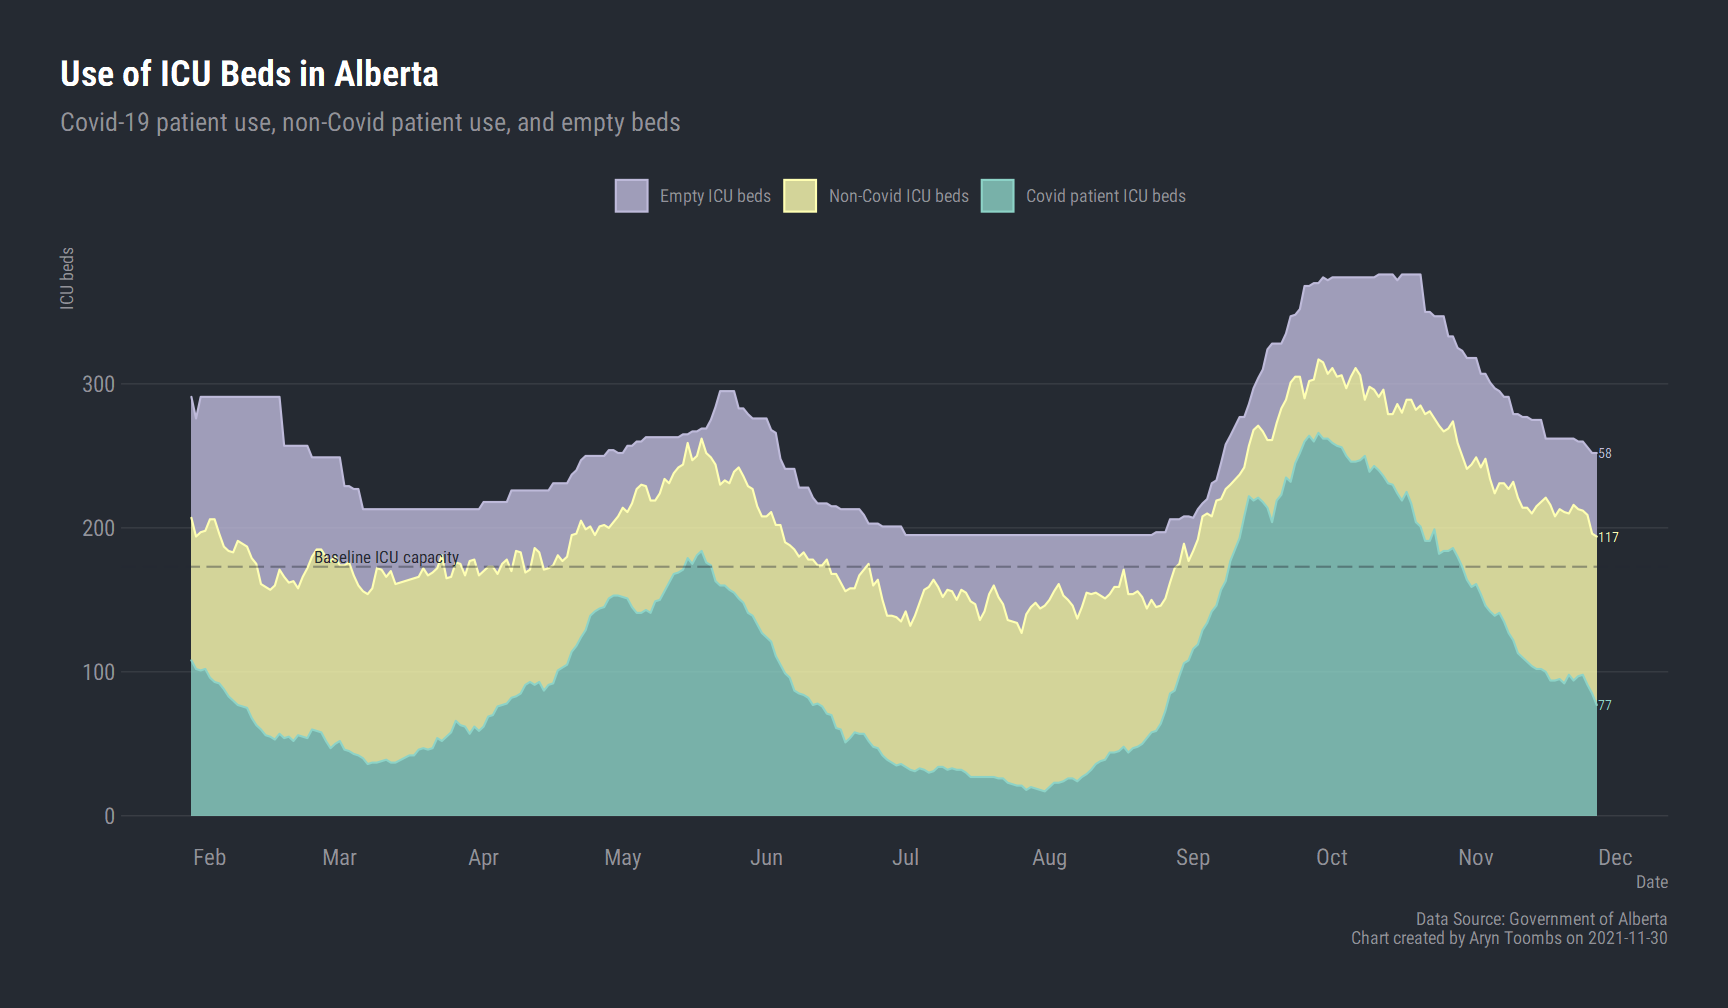 Use of ICU Beds in Alberta
Covid-19 patient use, non-Covid patient use, and empty beds
Empty ICU beds Non-Covid ICU beds Covid patient ICU beds
ICU beds
300
200
100
0
Baseline ICU capacity
58
117
77
Feb Mar Apr May Jun Jul Aug Sep Oct Nov Dec
Date
Data Source: Government of Alberta
Chart created by Aryn Toombs on 2021-11-30